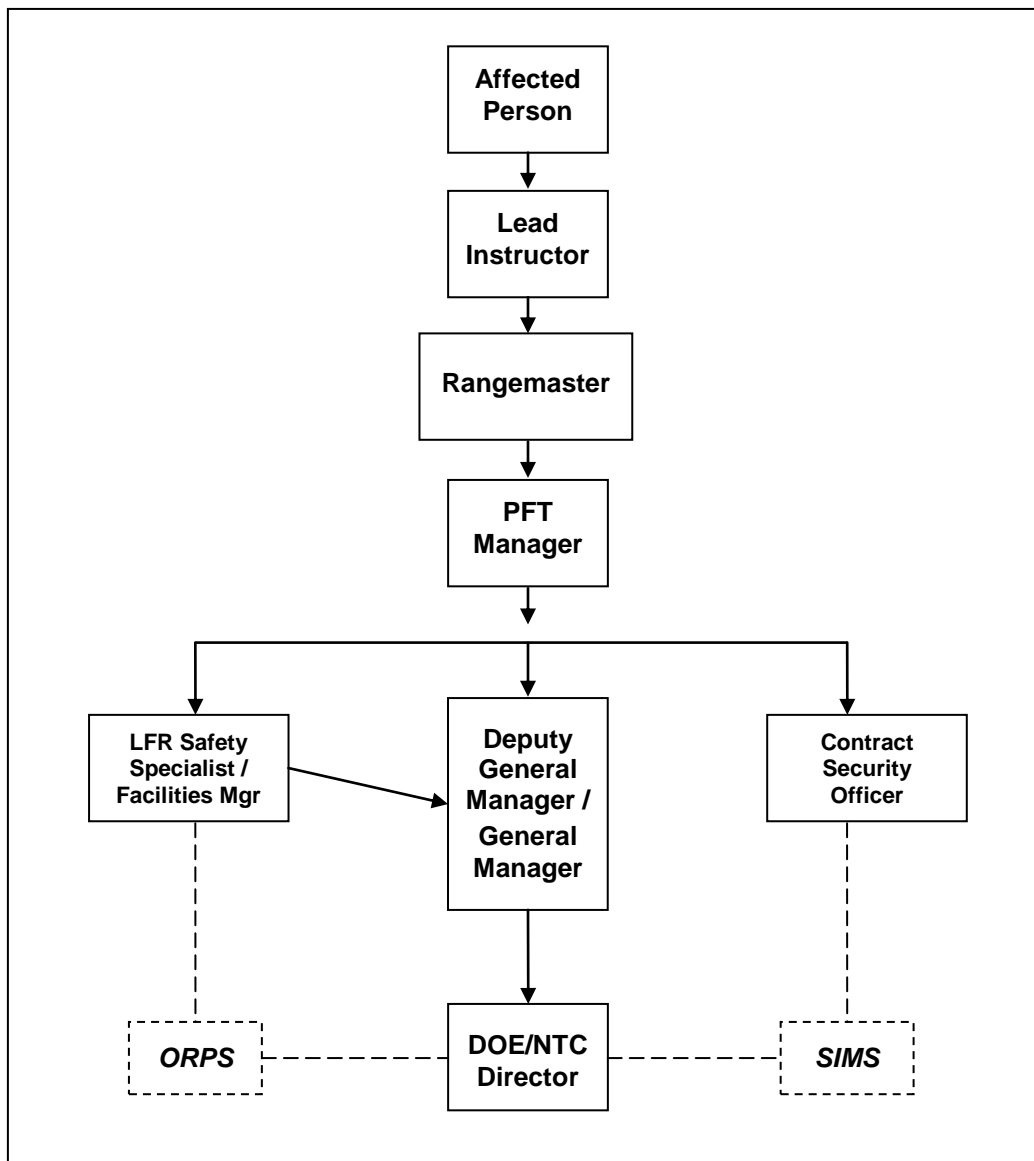 Affected
Person
Lead
Instructor
Rangemaster
PFT
Manager
LFR Safety
Specialist /
Facilities Mgr
Deputy
General
Manager /
General
Manager
Contract
Security
Officer
ORPS
DOE/NTC
Director
SIMS